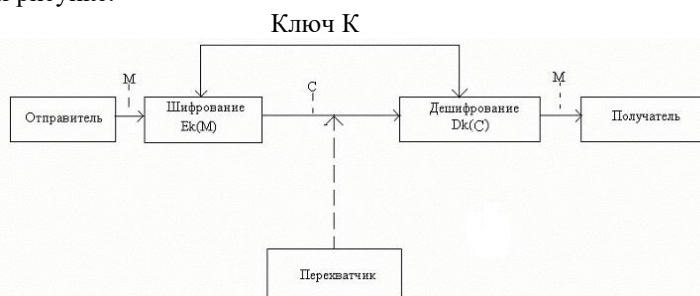 Ключ К
М
Отправитель
Шифрование
Ek(M)
С
Дешифрование
Dk(C)
М
Получатель
Перехватчик